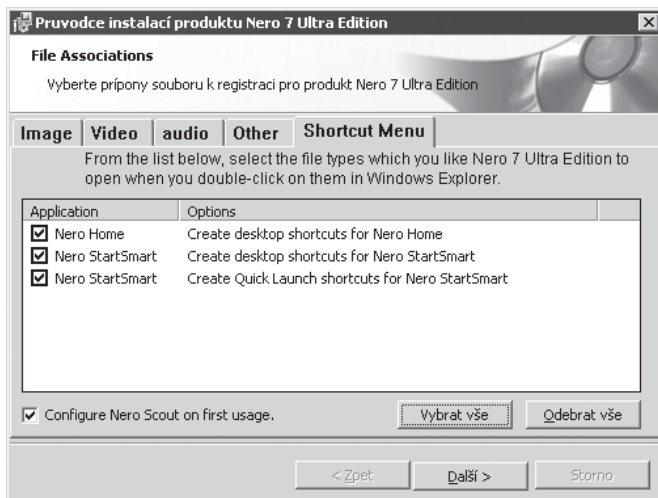 Pruvodce instalací produktu Nero 7 Ultra Edition
File Associations
Vyberte prípony souboru k registraci pro produkt Nero 7 Ultra Edition
Image Video audio Other Shortcut Menu
From the list below, select the file types which you like Nero 7 Ultra Edition to
open when you double-click on them in Windows Explorer.
Application Options
Nero Home Create desktop shortcuts for Nero Home
Nero StartSmart Create desktop shortcuts for Nero StartSmart
Nero StartSmart Create Quick Launch shortcuts for Nero StartSmart
Configure Nero Scout on first usage. Vybrat vše Odebrat vše
< Zpet Další > Storno